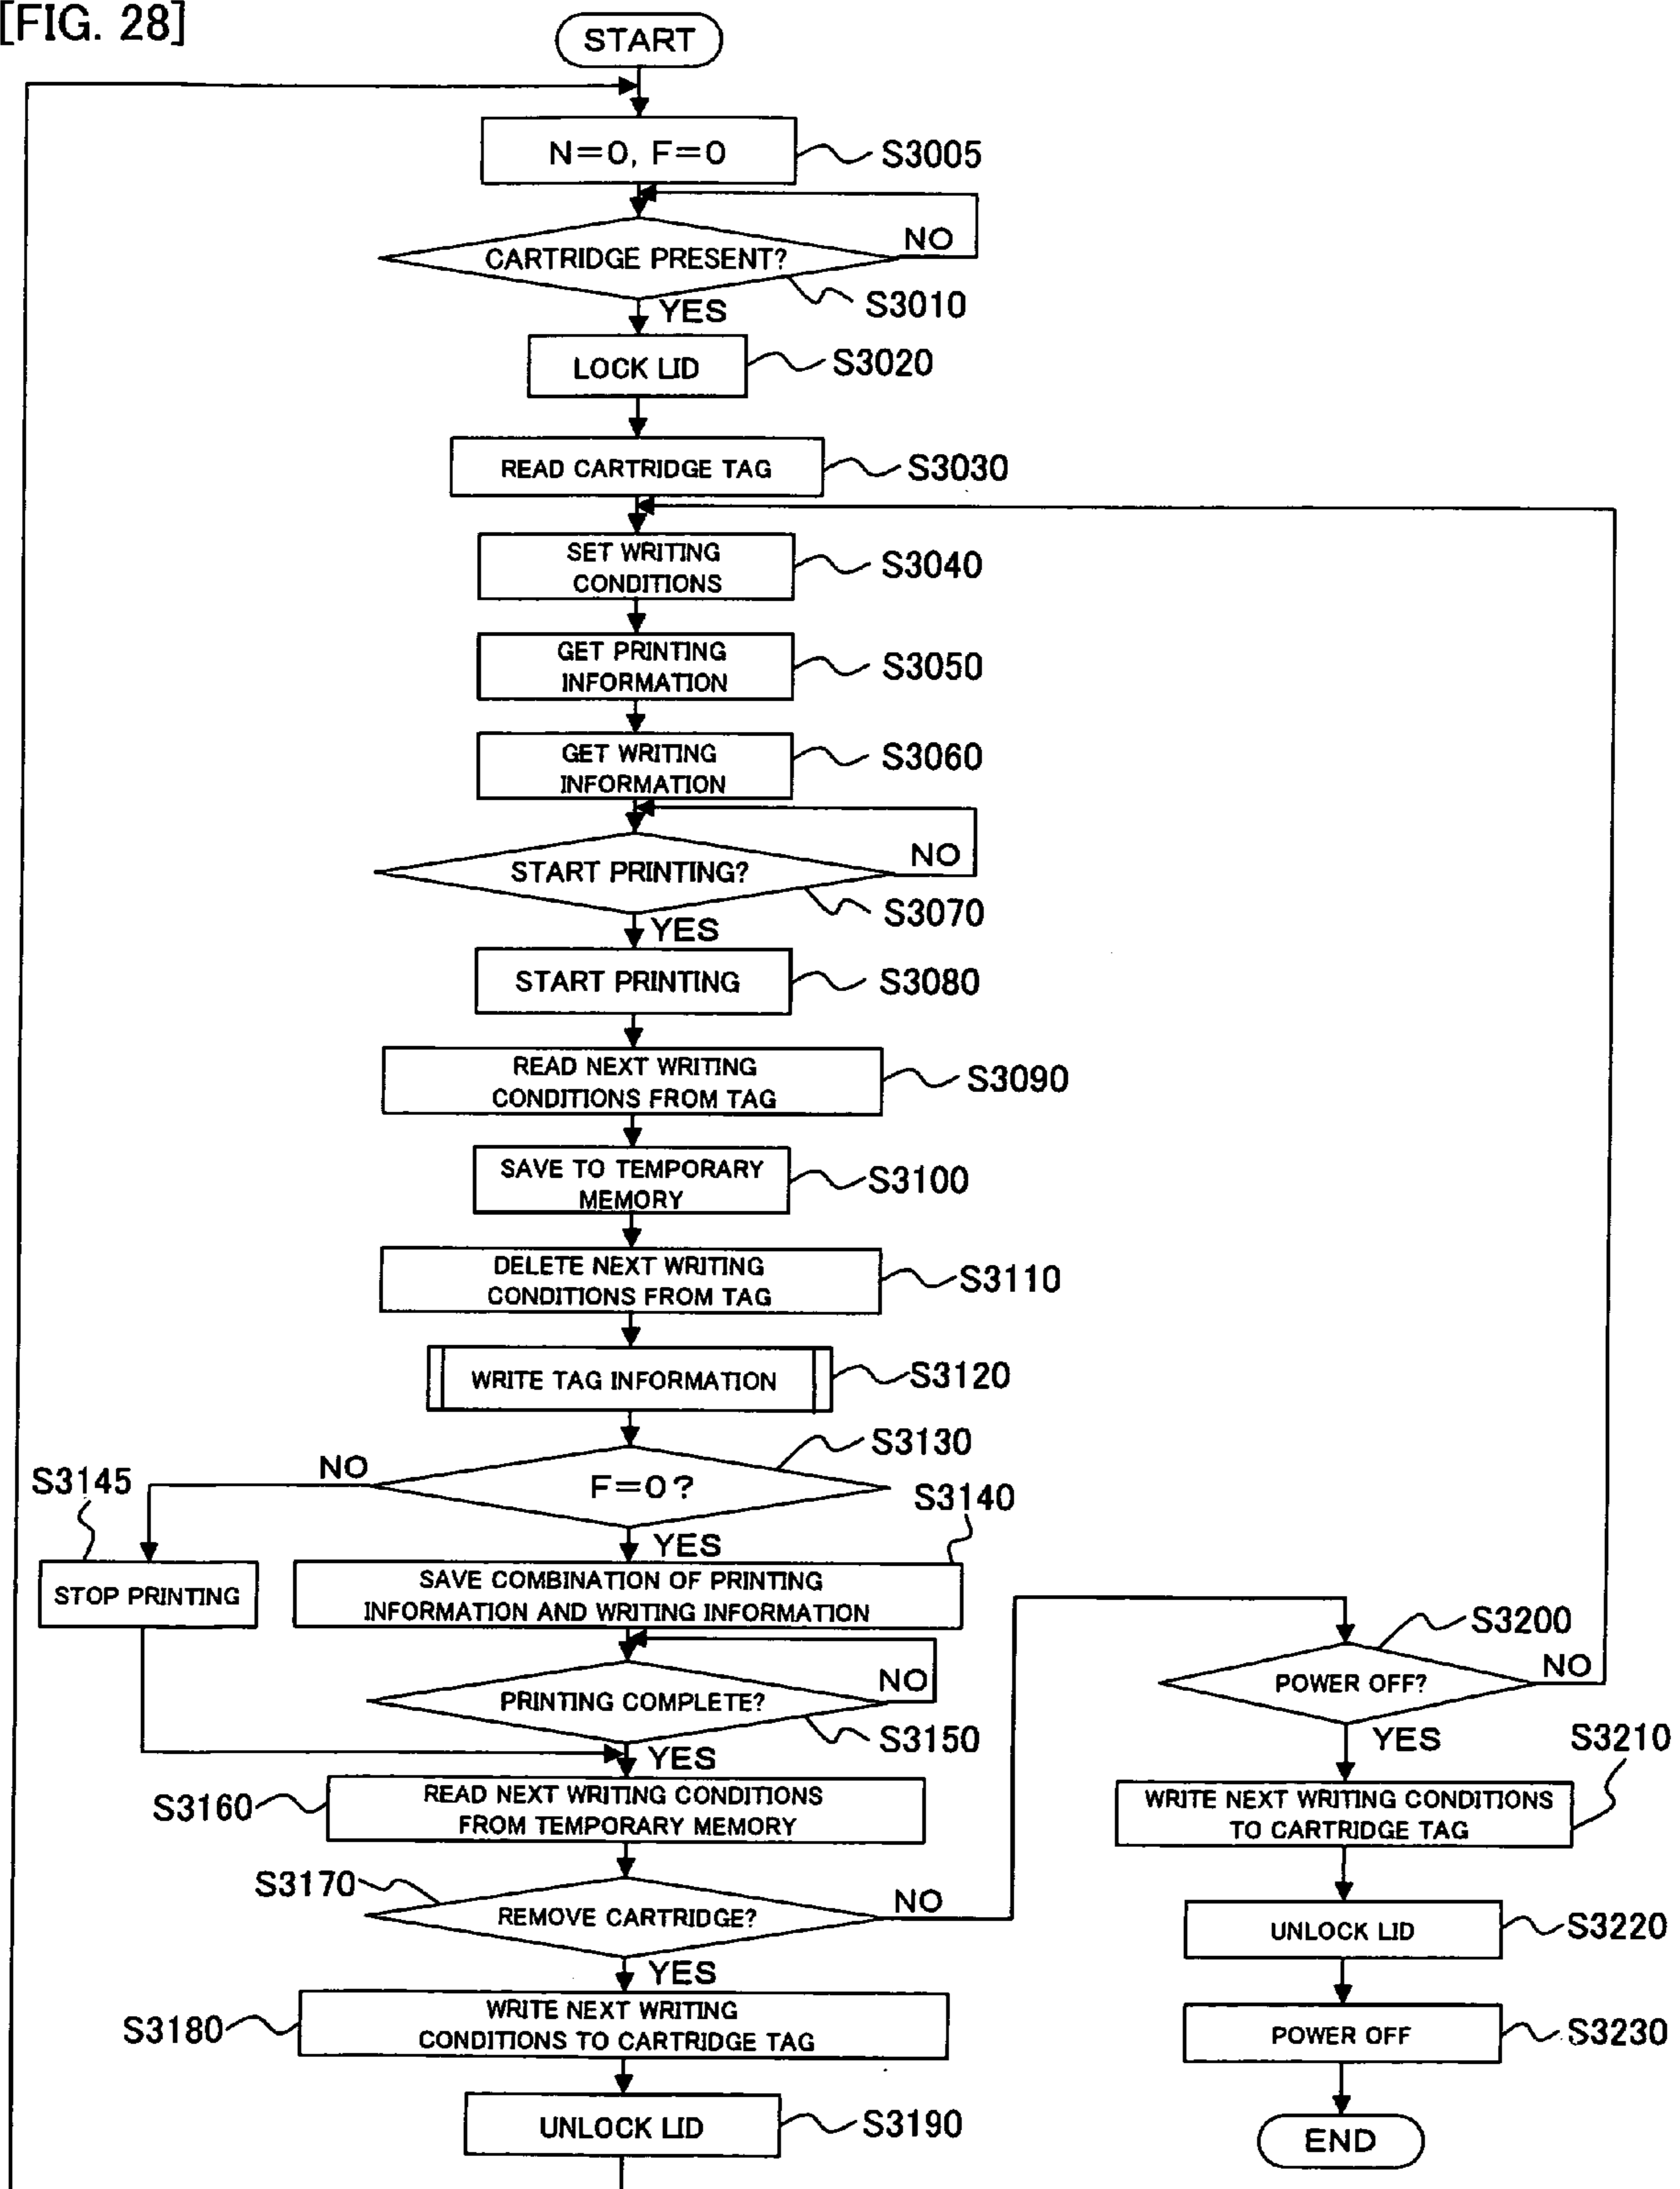 [FIG. 28]
START
N=0, F=0
S3005
NO
CARTRIDGE PRESENT?
S3010
YES
LOCK LID
S3020
READ CARTRIDGE TAG
S3030
SET WRITING
CONDITIONS
S3040
GET PRINTING
INFORMATION
S3050
GET WRITING
INFORMATION
S3060
NO
START PRINTING?
S3070
YES
START PRINTING
S3080
READ NEXT WRITING
CONDITIONS FROM TAG
S3090
SAVE TO TEMPORARY
MEMORY
S3100
DELETE NEXT WRITING
CONDITIONS FROM TAG
S3110
WRITE TAG INFORMATION
S3120
S3130
NO
F=0?
S3145
S3140
YES
STOP PRINTING
SAVE COMBINATION OF PRINTING
INFORMATION AND WRITING INFORMATION
NO
PRINTING COMPLETE?
S3150
YES
S3160
READ NEXT WRITING CONDITIONS
FROM TEMPORARY MEMORY
S3170
REMOVE CARTRIDGE?
NO
YES
S3180
WRITE NEXT WRITING
CONDITIONS TO CARTRIDGE TAG
UNLOCK LID
S3190
S3200
POWER OFF?
NO
YES
S3210
WRITE NEXT WRITING CONDITIONS
TO CARTRIDGE TAG
UNLOCK LID
S3220
POWER OFF
S3230
END